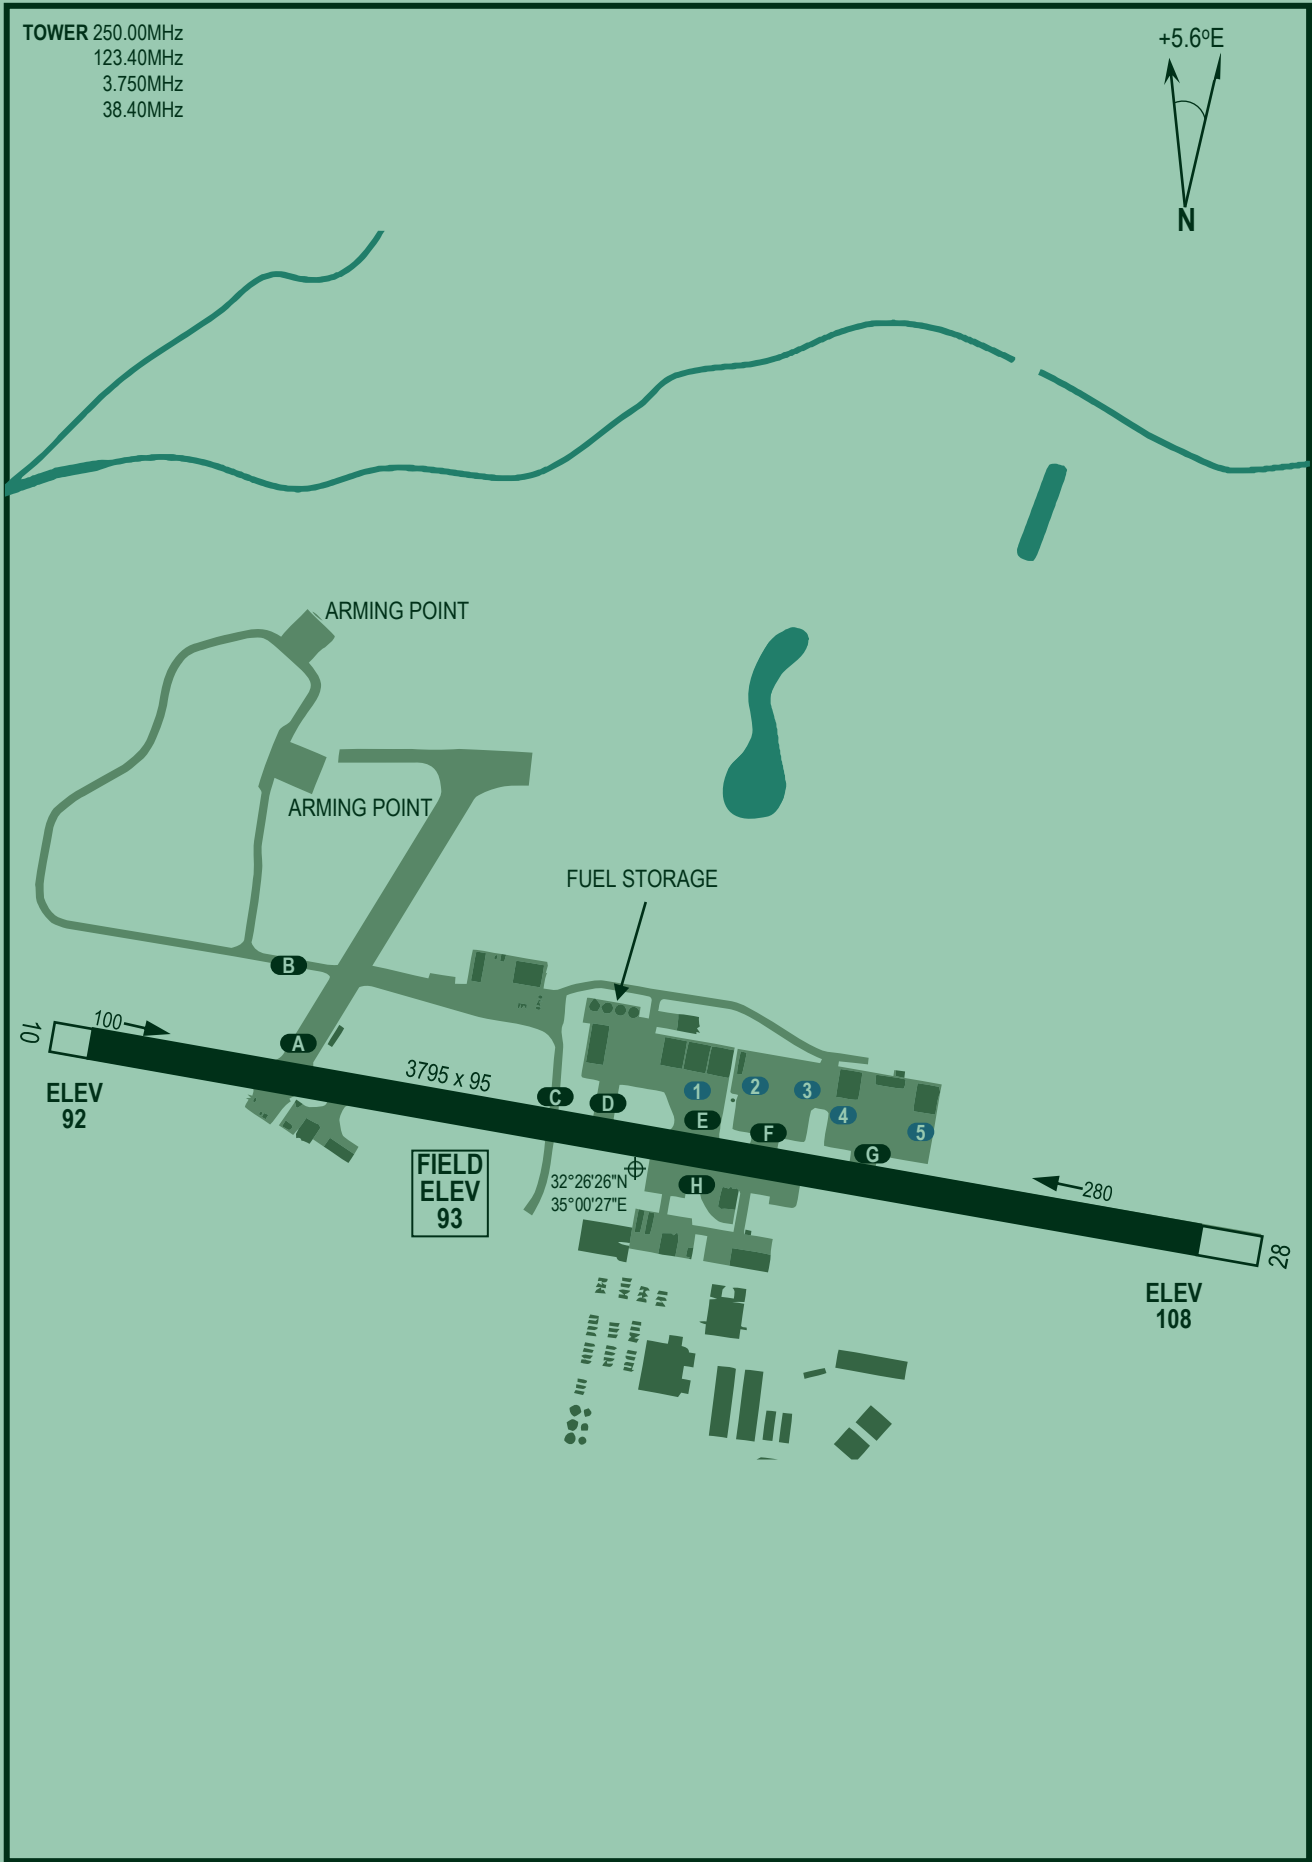 TOWER 250.00MHz
123.40MHz
3.750MHz
38.40MHz
+5.6ºE
N
ARMING POINT
ARMING POINT
FUEL STORAGE
B
10
100
A
3795 x 95
ELEV
92
C
D
1
2
3
4
5
E
F
G
FIELD
ELEV
93
32°26'26"N
35°00'27"E
H
280
28
ELEV
108